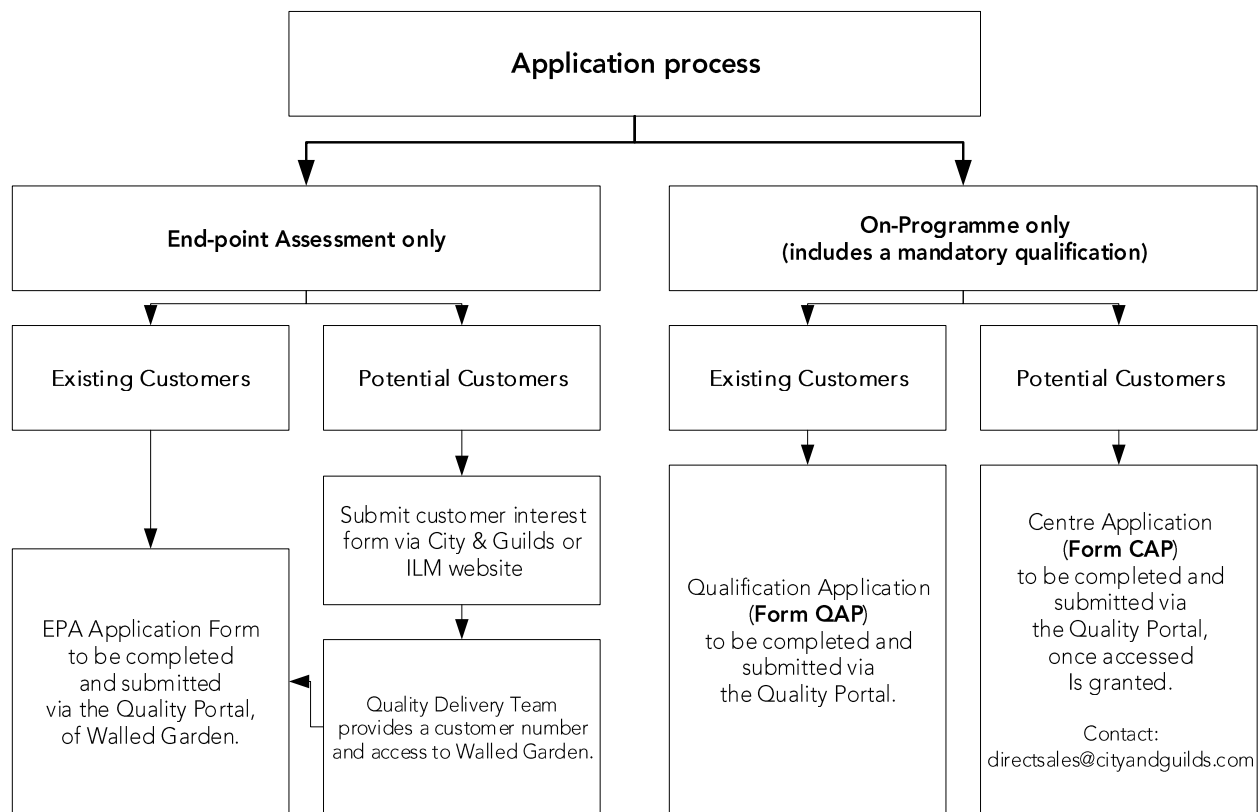 Application process
End-point Assessment only
On-Programme only
(includes a mandatory qualification)
Existing Customers
Potential Customers
Existing Customers
Potential Customers
Submit customer interest
form via City & Guilds or
ILM website
EPA Application Form
to be completed
and submitted
via the Quality Portal,
of Walled Garden.
Quality Delivery Team
provides a customer number
and access to Walled Garden.
Qualification Application
(Form QAP)
to be completed and
submitted via
the Quality Portal.
Centre Application
(Form CAP)
to be completed and
submitted via
the Quality Portal,
once accessed
Is granted.
Contact:
directsales@cityandguilds.com